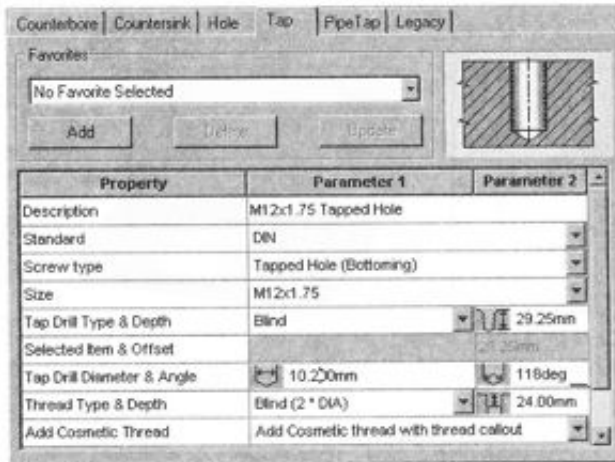 Counterbore Countersink Hole Tap PipeTap Legacy
Favorites
No Favorite Selected
Add Define Update
Property Parameter 1 Parameter 2
Description M12x1.75 Tapped Hole
Standard DIN
Screw type Tapped Hole (Bottoming)
Size M12x1.75
Tap Drill Type & Depth Blind 29.25mm
Selected Item & Offset 29.25mm
Tap Drill Diameter & Angle 10.200mm 118deg
Thread Type & Depth Blind (2 * DIA) 24.00mm
Add Cosmetic Thread Add Cosmetic thread with thread callout